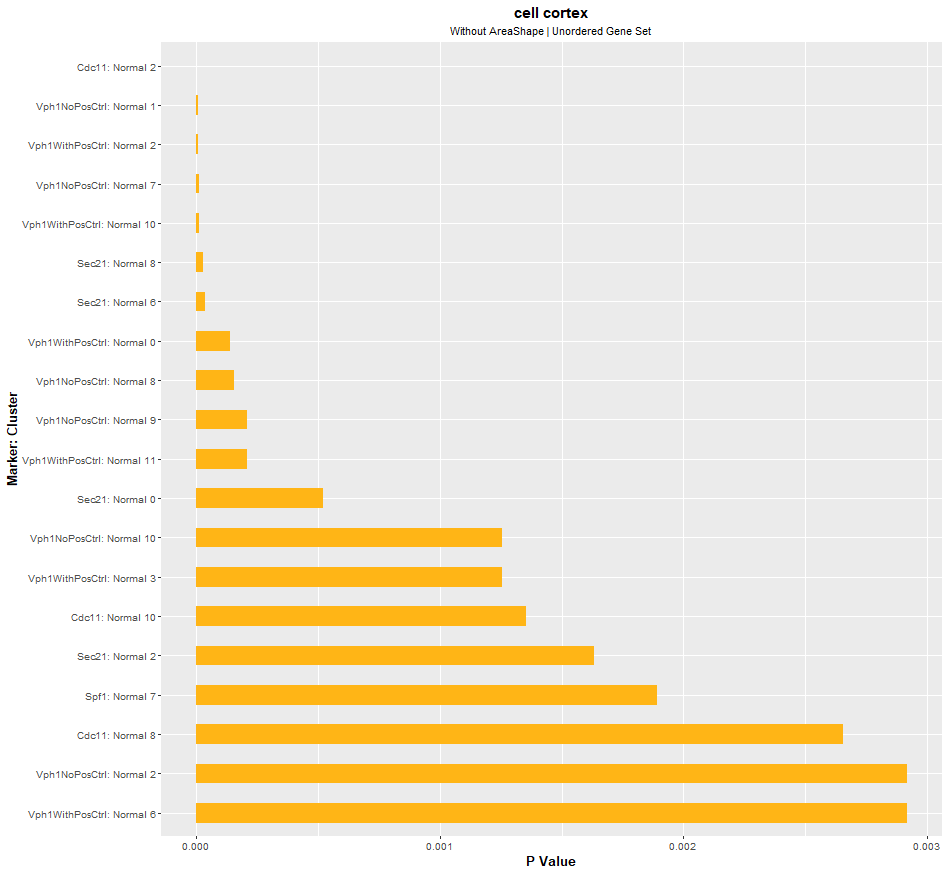 cell cortex
Without AreaShape | Unordered Gene Set
Marker: Cluster
Cdc11: Normal 2
Vph1NoPosCtrl: Normal 1
Vph1WithPosCtrl: Normal 2
Vph1NoPosCtrl: Normal 7
Vph1WithPosCtrl: Normal 10
Sec21: Normal 8
Sec21: Normal 6
Vph1WithPosCtrl: Normal 0
Vph1NoPosCtrl: Normal 8
Vph1NoPosCtrl: Normal 9
Vph1WithPosCtrl: Normal 11
Sec21: Normal 0
Vph1NoPosCtrl: Normal 10
Vph1WithPosCtrl: Normal 3
Cdc11: Normal 10
Sec21: Normal 2
Spf1: Normal 7
Cdc11: Normal 8
Vph1NoPosCtrl: Normal 2
Vph1WithPosCtrl: Normal 6
0.000 0.001 0.002 0.003
P Value